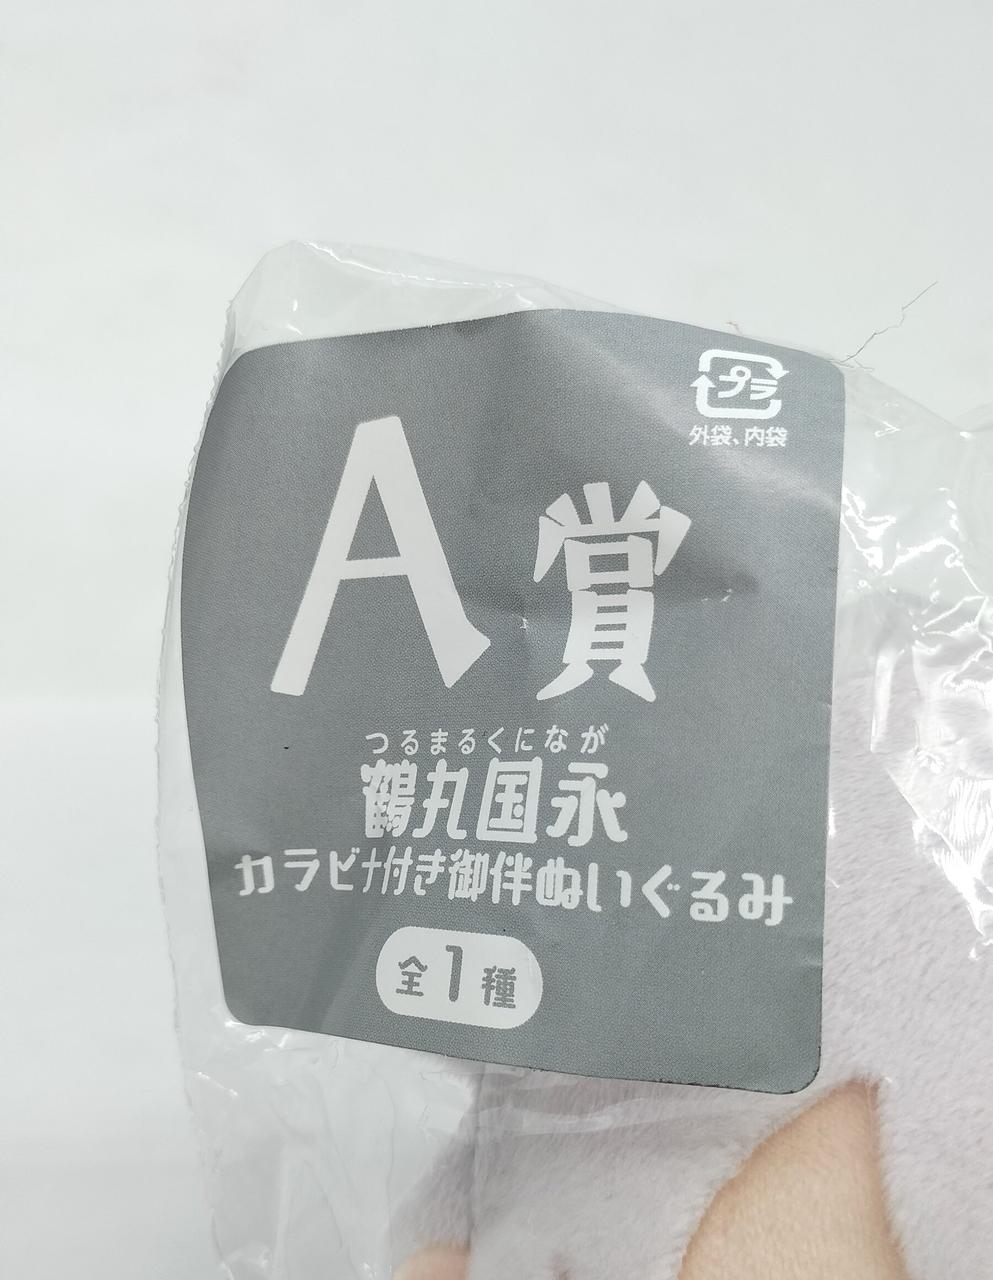 プラ
外袋、内袋
A賞
つるまるくになが
鶴丸国永
カラビナ付き御伴ぬいぐるみ
全1種